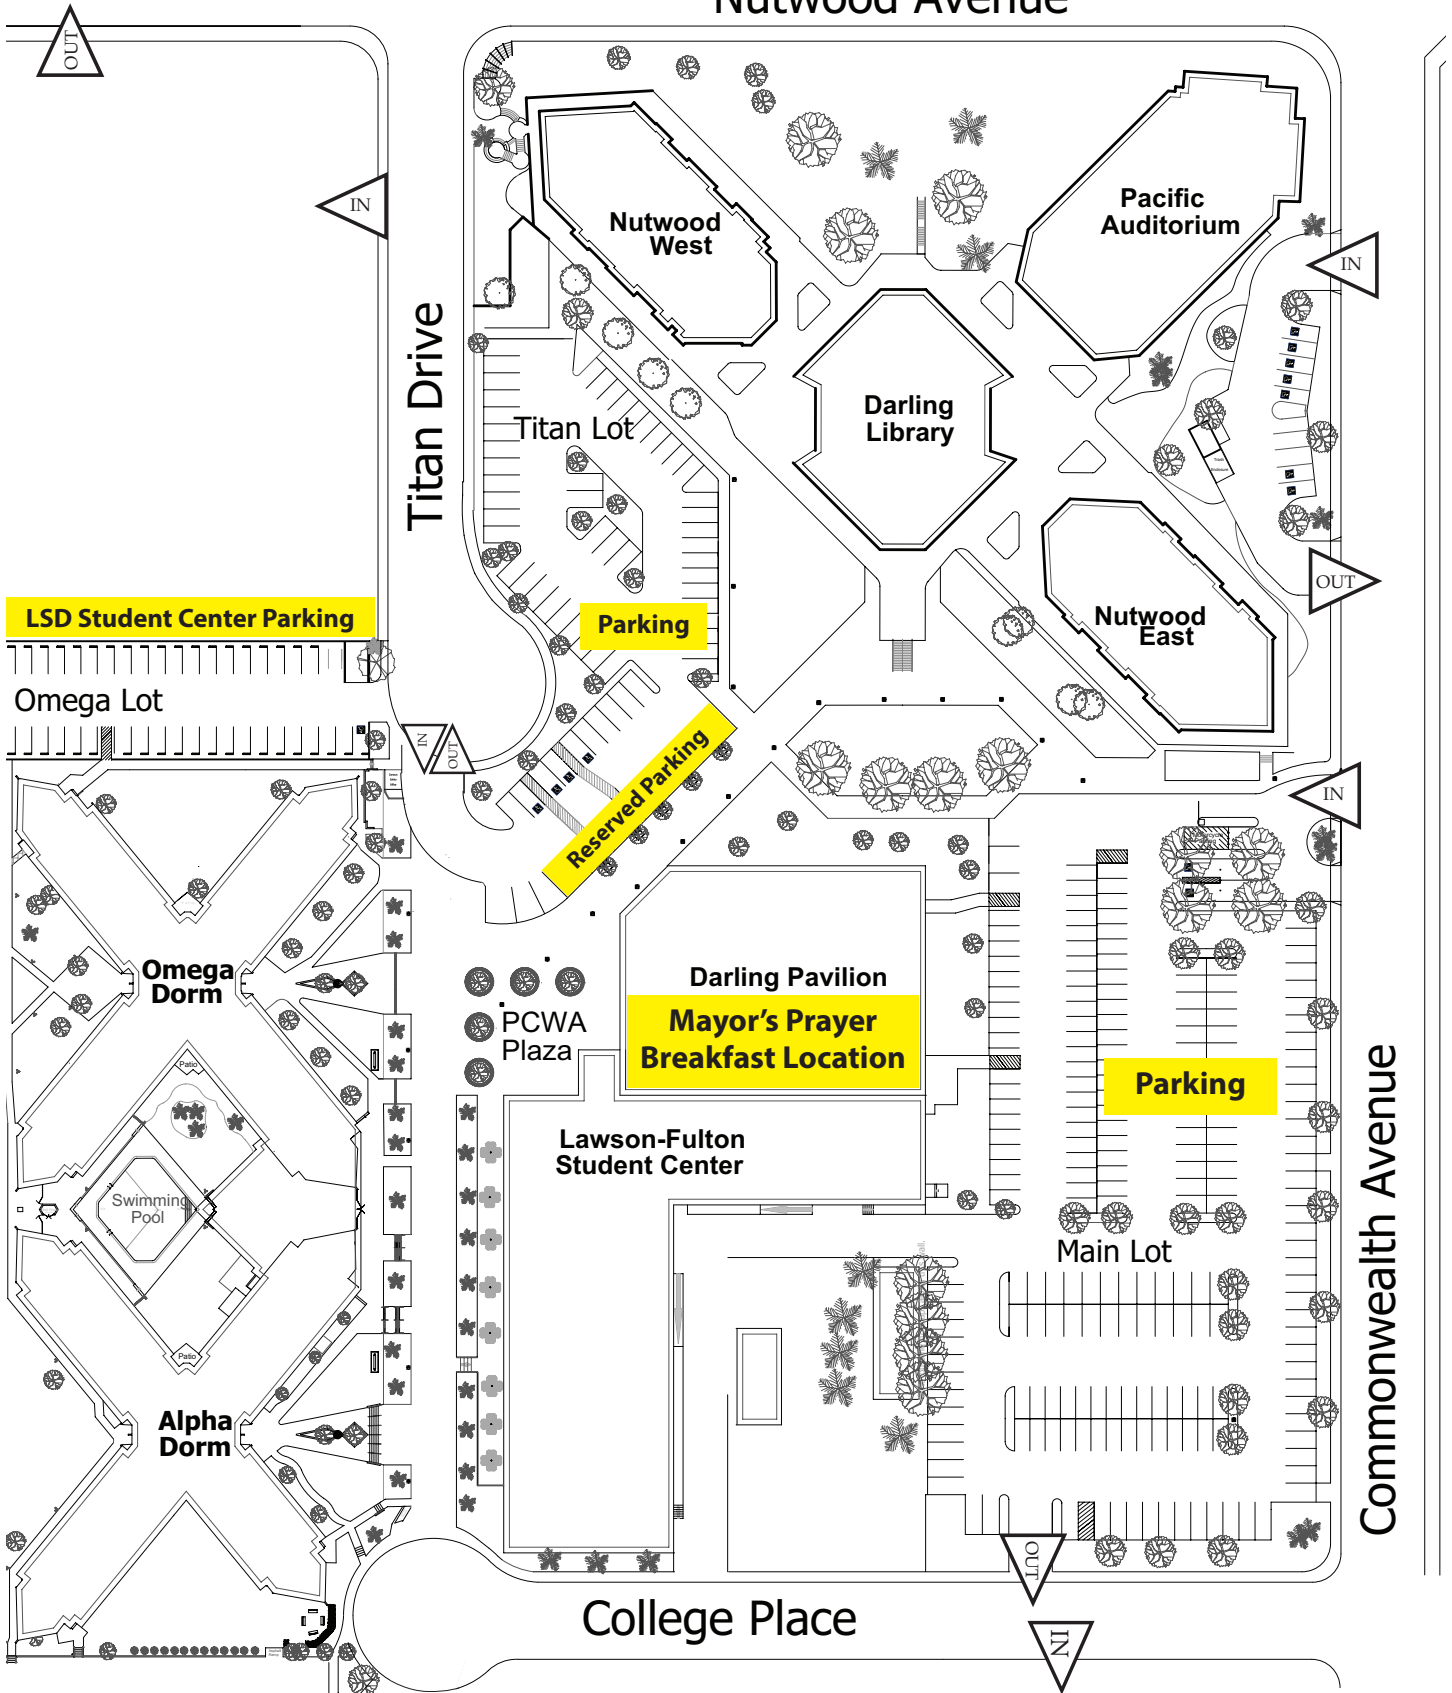 Nutwood Avenue
OUT
IN
Nutwood
West
Pacific
Auditorium
IN
Titan Drive
Titan Lot
Darling
Library
OUT
LSD Student Center Parking
Parking
Nutwood
East
Omega Lot
IN
OUT
Reserved Parking
IN
Omega
Dorm
Darling Pavilion
Mayor's Prayer
Breakfast Location
PCWA
Plaza
Patio
Parking
Lawson-Fulton
Student Center
Swimming
Pool
Main Lot
Commonwealth Avenue
Patio
Alpha
Dorm
OUT
College Place
IN